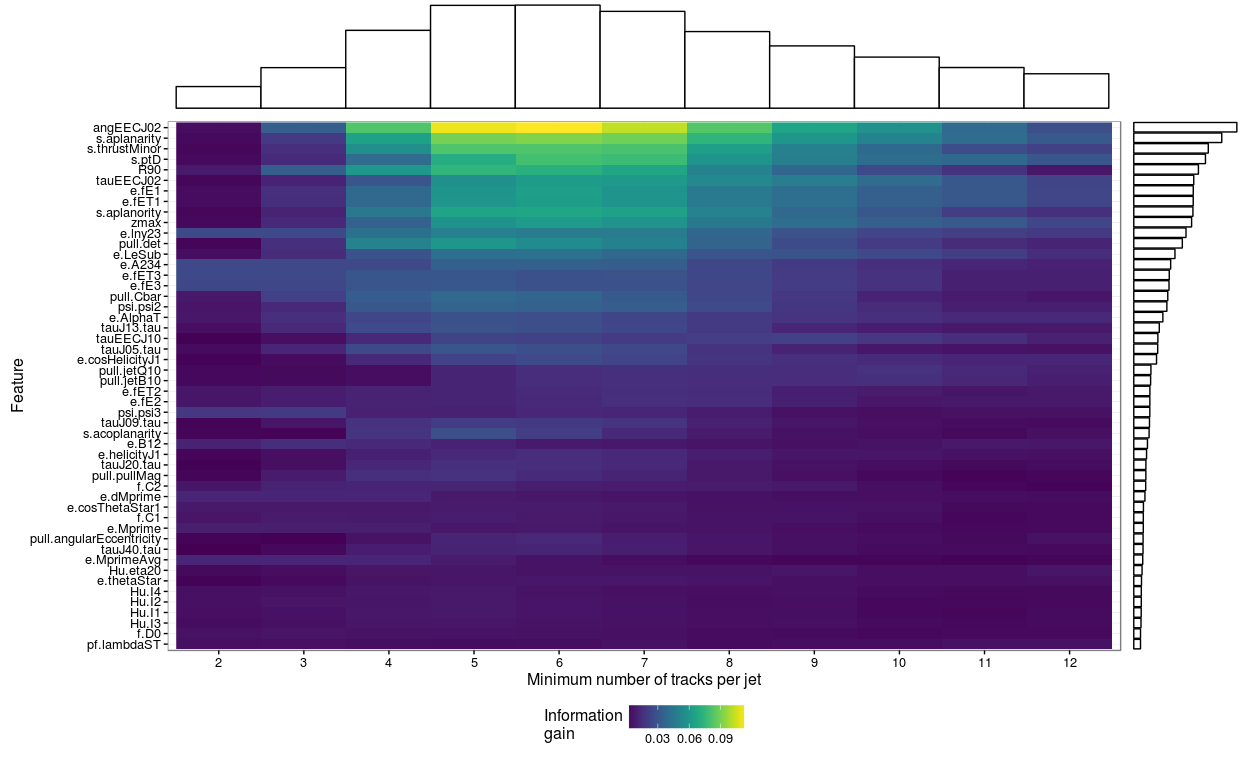 angEECJ02
s.aplanarity
s.thrustMinor
s.ptD
R90
tauEECJ02
e.fE1
e.fET1
s.aplanority
zmax
e.lny23
pull.det
e.LeSub
e.A234
e.fET3
e.fE3
pull.Cbar
psi.psi2
e.AlphaT
tauJ13.tau
tauEECJ10
tauJ05.tau
e.cosHelicityJ1
pull.jetQ10
pull.jetB10
e.fET2
e.fE2
psi.psi3
tauJ09.tau
s.acoplanarity
e.B12
e.helicityJ1
tauJ20.tau
pull.pullMag
f.C2
e.dMprime
e.cosThetaStar1
f.C1
e.Mprime
pull.angularEccentricity
tauJ40.tau
e.MprimeAvg
Hu.eta20
e.thetaStar
Hu.I4
Hu.I2
Hu.I1
Hu.I3
f.D0
pf.lambdaST
Feature
2 3 4 5 6 7 8 9 10 11 12
Minimum number of tracks per jet
Information
gain
0.03 0.06 0.09